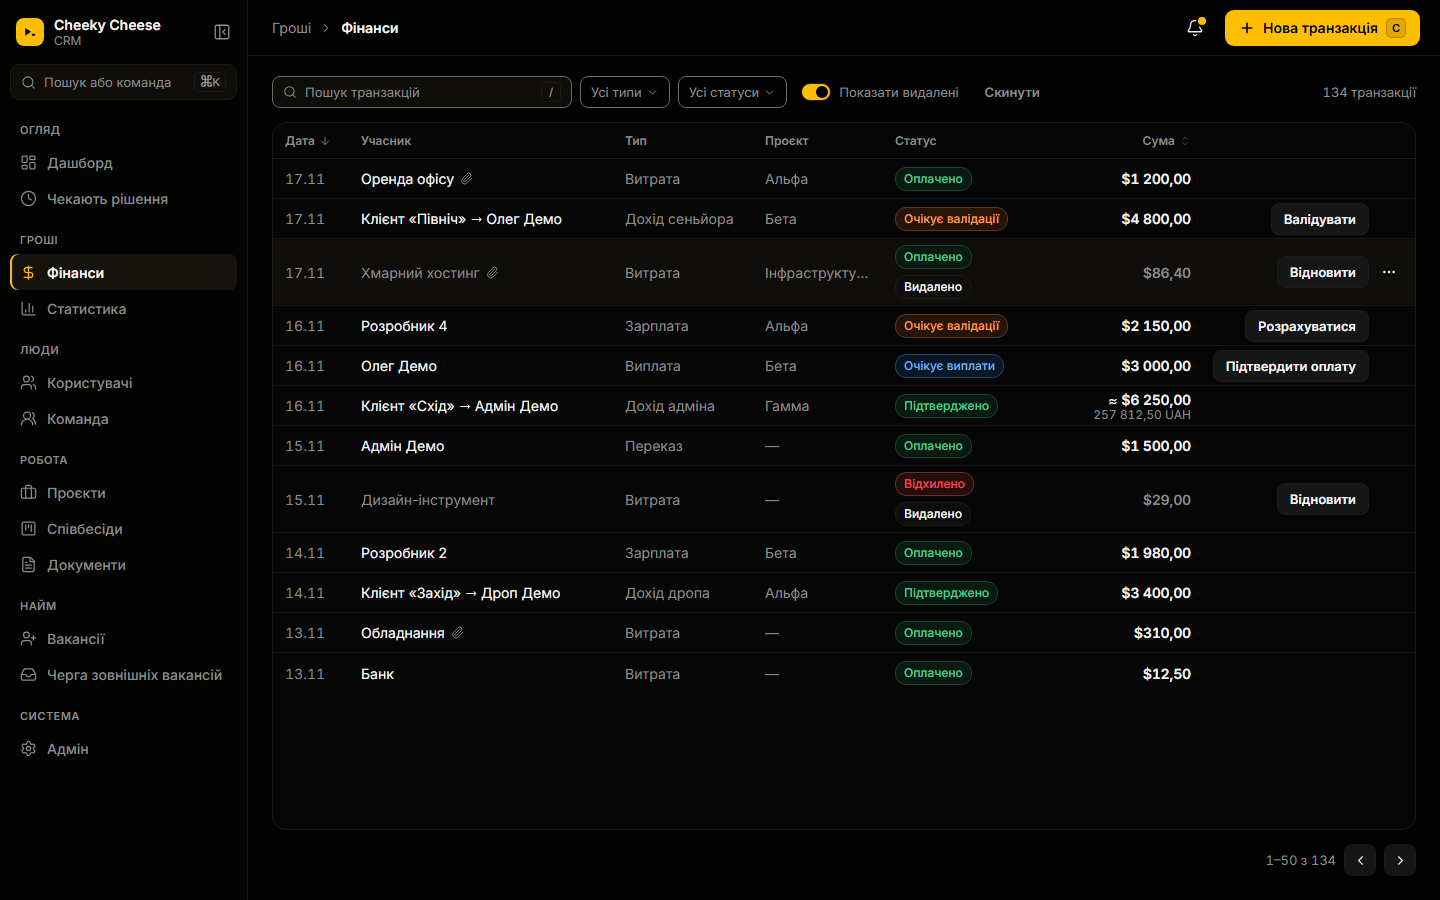 Cheeky Cheese
CRM
Пошук або команда ⌘K
ОГЛЯД
Дашборд
Чекають рішення
ГРОШІ
Фінанси
Статистика
ЛЮДИ
Користувачі
Команда
РОБОТА
Проєкти
Співбесіди
Документи
НАЙМ
Вакансії
Черга зовнішніх вакансій
СИСТЕМА
Адмін
Гроші > Фінанси
+ Нова транзакція C
Пошук транзакцій /
Усі типи
Усі статуси
Показати видалені
Скинути
134 транзакції
Дата ↓ Учасник Тип Проєкт Статус Сума
17.11 Оренда офісу Витрата Альфа Оплачено $1 200,00
17.11 Клієнт «Північ» → Олег Демо Дохід сеньйора Бета Очікує валідації $4 800,00 Валідувати
17.11 Хмарний хостинг Витрата Інфраструкту... Оплачено Видалено $86,40 Відновити ...
16.11 Розробник 4 Зарплата Альфа Очікує валідації $2 150,00 Розрахуватися
16.11 Олег Демо Виплата Бета Очікує виплати $3 000,00 Підтвердити оплату
16.11 Клієнт «Схід» → Адмін Демо Дохід адміна Гамма Підтверджено ≈ $6 250,00
257 812,50 UAH
15.11 Адмін Демо Переказ — Оплачено $1 500,00
15.11 Дизайн-інструмент Витрата — Відхилено Видалено $29,00 Відновити
14.11 Розробник 2 Зарплата Бета Оплачено $1 980,00
14.11 Клієнт «Захід» → Дроп Демо Дохід дропа Альфа Підтверджено $3 400,00
13.11 Обладнання Витрата — Оплачено $310,00
13.11 Банк Витрата — Оплачено $12,50
1–50 з 134